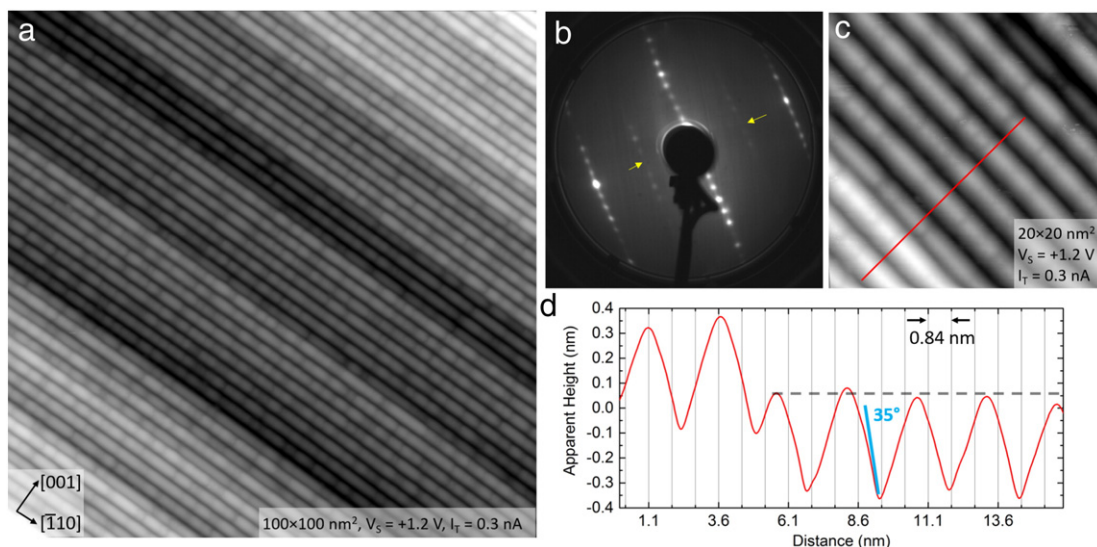 a
[001]
[1̅10]
100×100 nm², V_S = +1.2 V, I_T = 0.3 nA
b
c
20×20 nm²
V_S = +1.2 V
I_T = 0.3 nA
d
0.4
0.3
0.2
0.1
0.0
-0.1
-0.2
-0.3
-0.4
Apparent Height (nm)
0.84 nm
35°
1.1 3.6 6.1 8.6 11.1 13.6
Distance (nm)